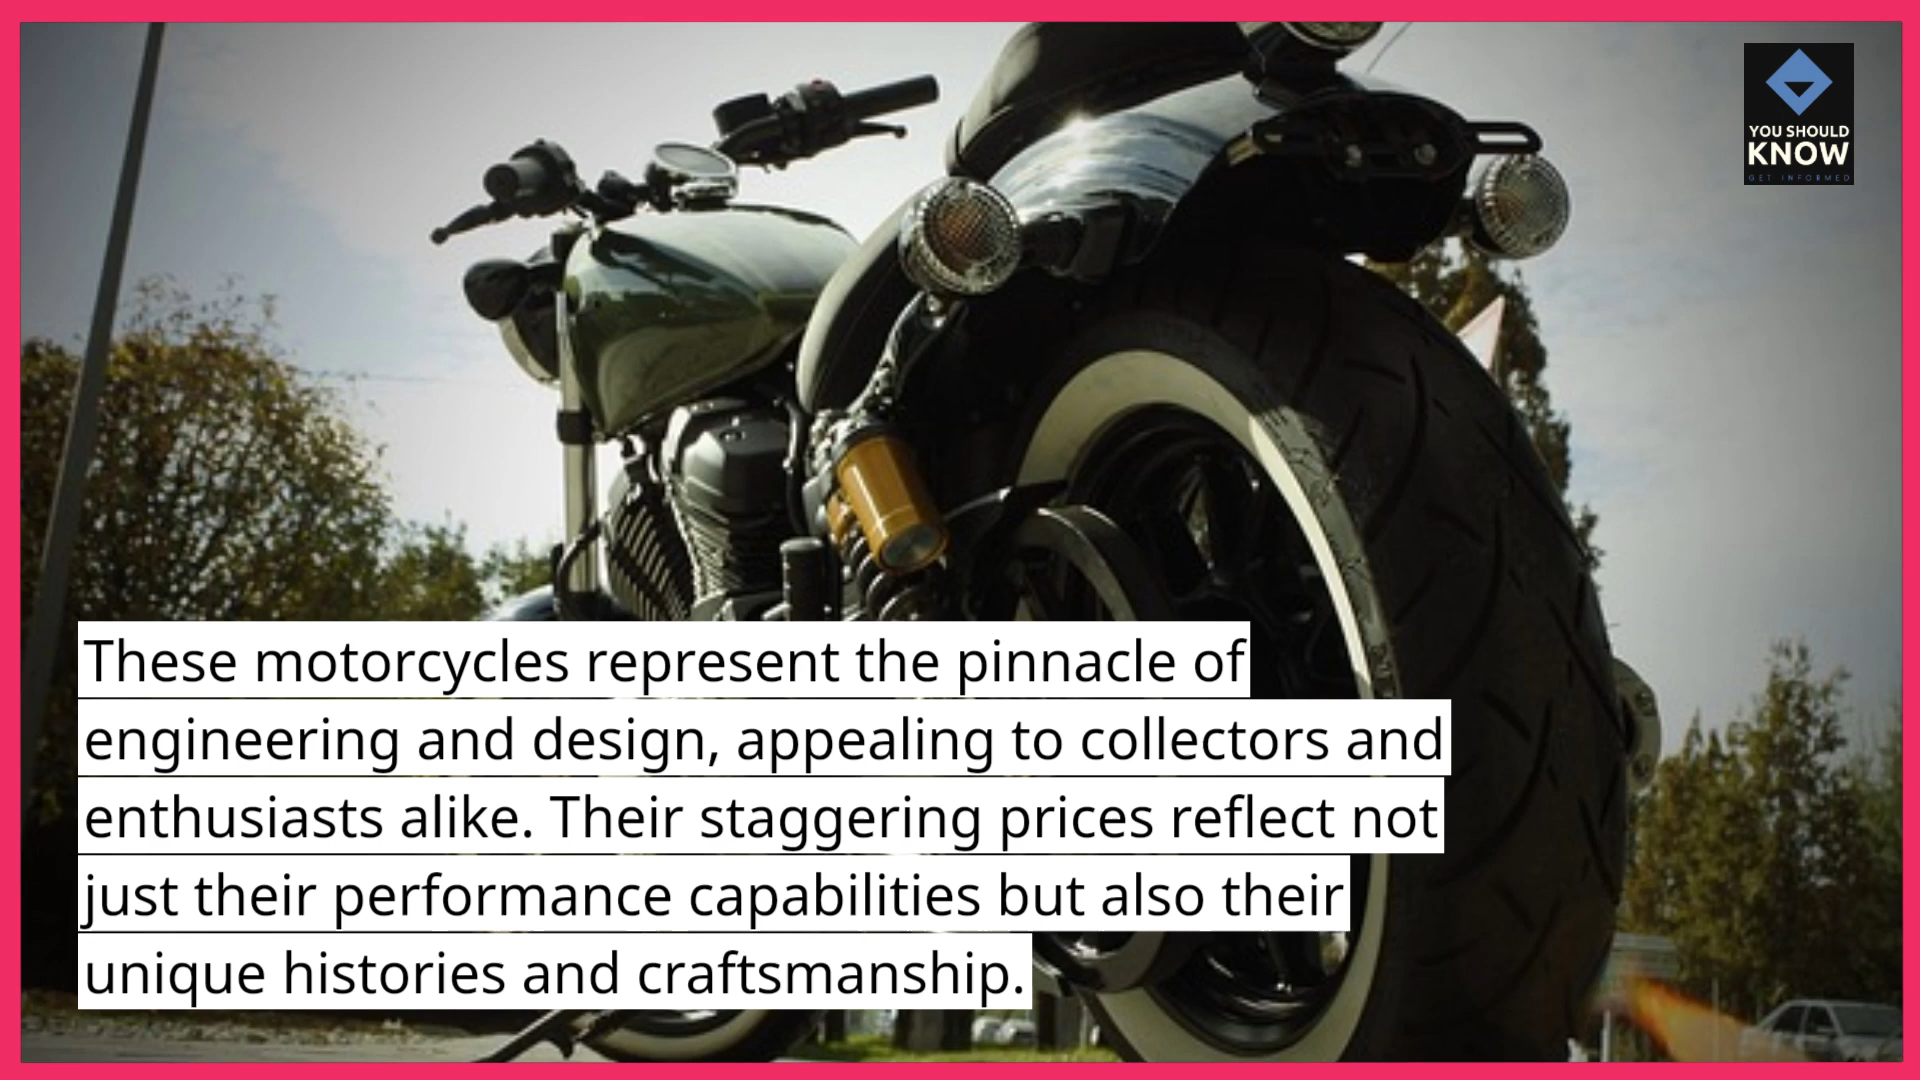 YOU SHOULD
KNOW
GET INFORMED
These motorcycles represent the pinnacle of
engineering and design, appealing to collectors and
enthusiasts alike. Their staggering prices reflect not
just their performance capabilities but also their
unique histories and craftsmanship.